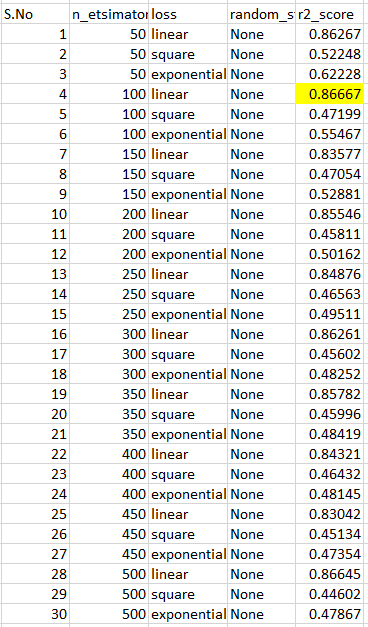 S.No n_etsimator loss random_st r2_score
1 50 linear None 0.86267
2 50 square None 0.52248
3 50 exponential None 0.62228
4 100 linear None 0.86667
5 100 square None 0.47199
6 100 exponential None 0.55467
7 150 linear None 0.83577
8 150 square None 0.47054
9 150 exponential None 0.52881
10 200 linear None 0.85546
11 200 square None 0.45811
12 200 exponential None 0.50162
13 250 linear None 0.84876
14 250 square None 0.46563
15 250 exponential None 0.49511
16 300 linear None 0.86261
17 300 square None 0.45602
18 300 exponential None 0.48252
19 350 linear None 0.85782
20 350 square None 0.45996
21 350 exponential None 0.48419
22 400 linear None 0.84321
23 400 square None 0.46432
24 400 exponential None 0.48145
25 450 linear None 0.83042
26 450 square None 0.45134
27 450 exponential None 0.47354
28 500 linear None 0.86645
29 500 square None 0.44602
30 500 exponential None 0.47867